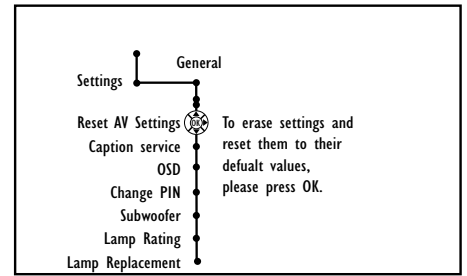 General
Settings
Reset AV Settings OK To erase settings and
Caption service reset them to their
OSD defualt values,
Change PIN please press OK.
Subwoofer
Lamp Rating
Lamp Replacement